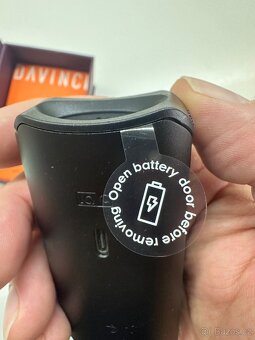 DAVINCI
Open battery
door before
removing